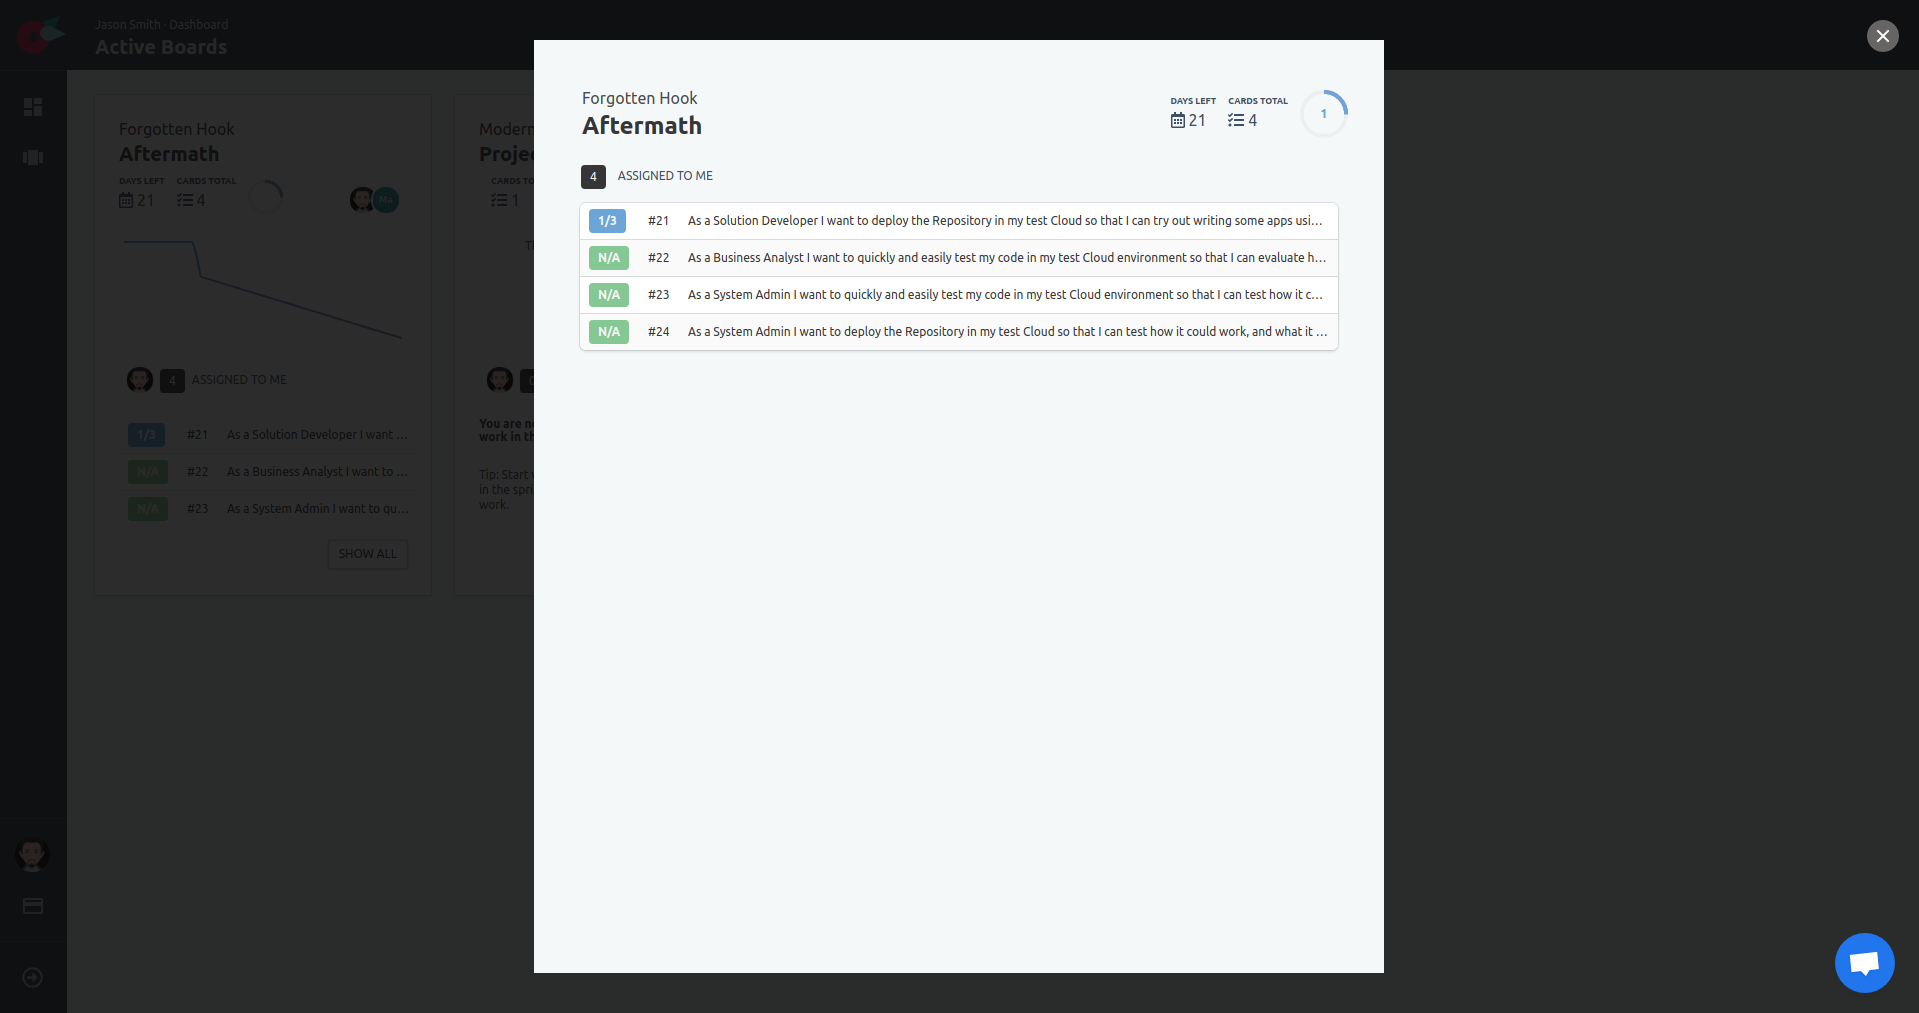 Jason Smith - Dashboard
Active Boards
Forgotten Hook
Aftermath
DAYS LEFT CARDS TOTAL
21 4
Ma
4 ASSIGNED TO ME
1/3 #21 As a Solution Developer I want ...
N/A #22 As a Business Analyst I want to ...
N/A #23 As a System Admin I want to qu...
SHOW ALL
Modern
CARDS TO
1
You are
work in
Tip: Start
in the
work.
Forgotten Hook
Aftermath
DAYS LEFT CARDS TOTAL
21 4 1
4 ASSIGNED TO ME
1/3 #21 As a Solution Developer I want to deploy the Repository in my test Cloud so that I can try out writing some apps usi...
N/A #22 As a Business Analyst I want to quickly and easily test my code in my test Cloud environment so that I can evaluate h...
N/A #23 As a System Admin I want to quickly and easily test my code in my test Cloud environment so that I can test how it c...
N/A #24 As a System Admin I want to deploy the Repository in my test Cloud so that I can test how it could work, and what it ...